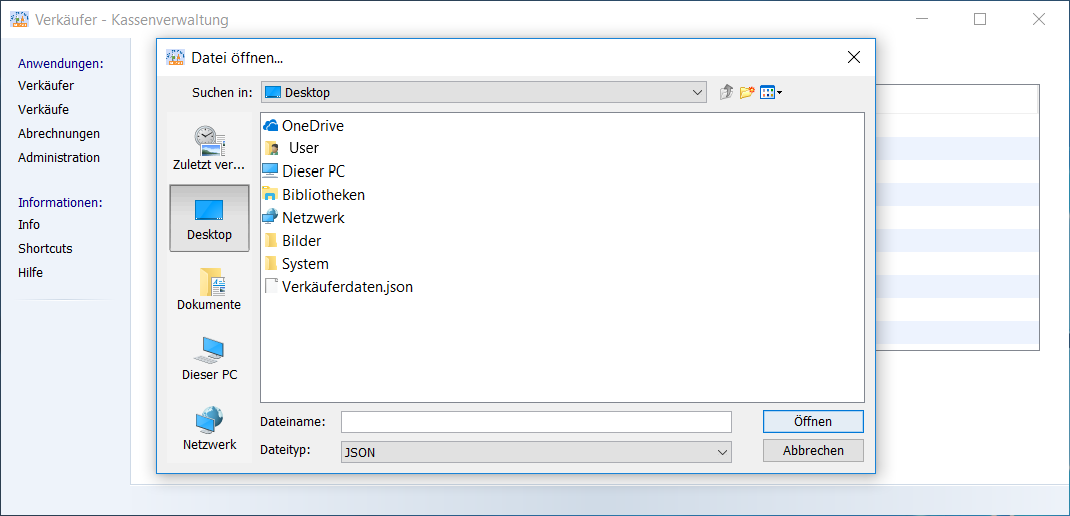 Verkäufer - Kassenverwaltung
Anwendungen:
Verkäufer
Verkäufe
Abrechnungen
Administration
Informationen:
Info
Shortcuts
Hilfe
Datei öffnen...
Suchen in:
Desktop
Zuletzt ver...
Desktop
Dokumente
Dieser PC
Netzwerk
OneDrive
User
Dieser PC
Bibliotheken
Netzwerk
Bilder
System
Verkäuferdaten.json
Dateiname:
Öffnen
Dateityp:
JSON
Abbrechen